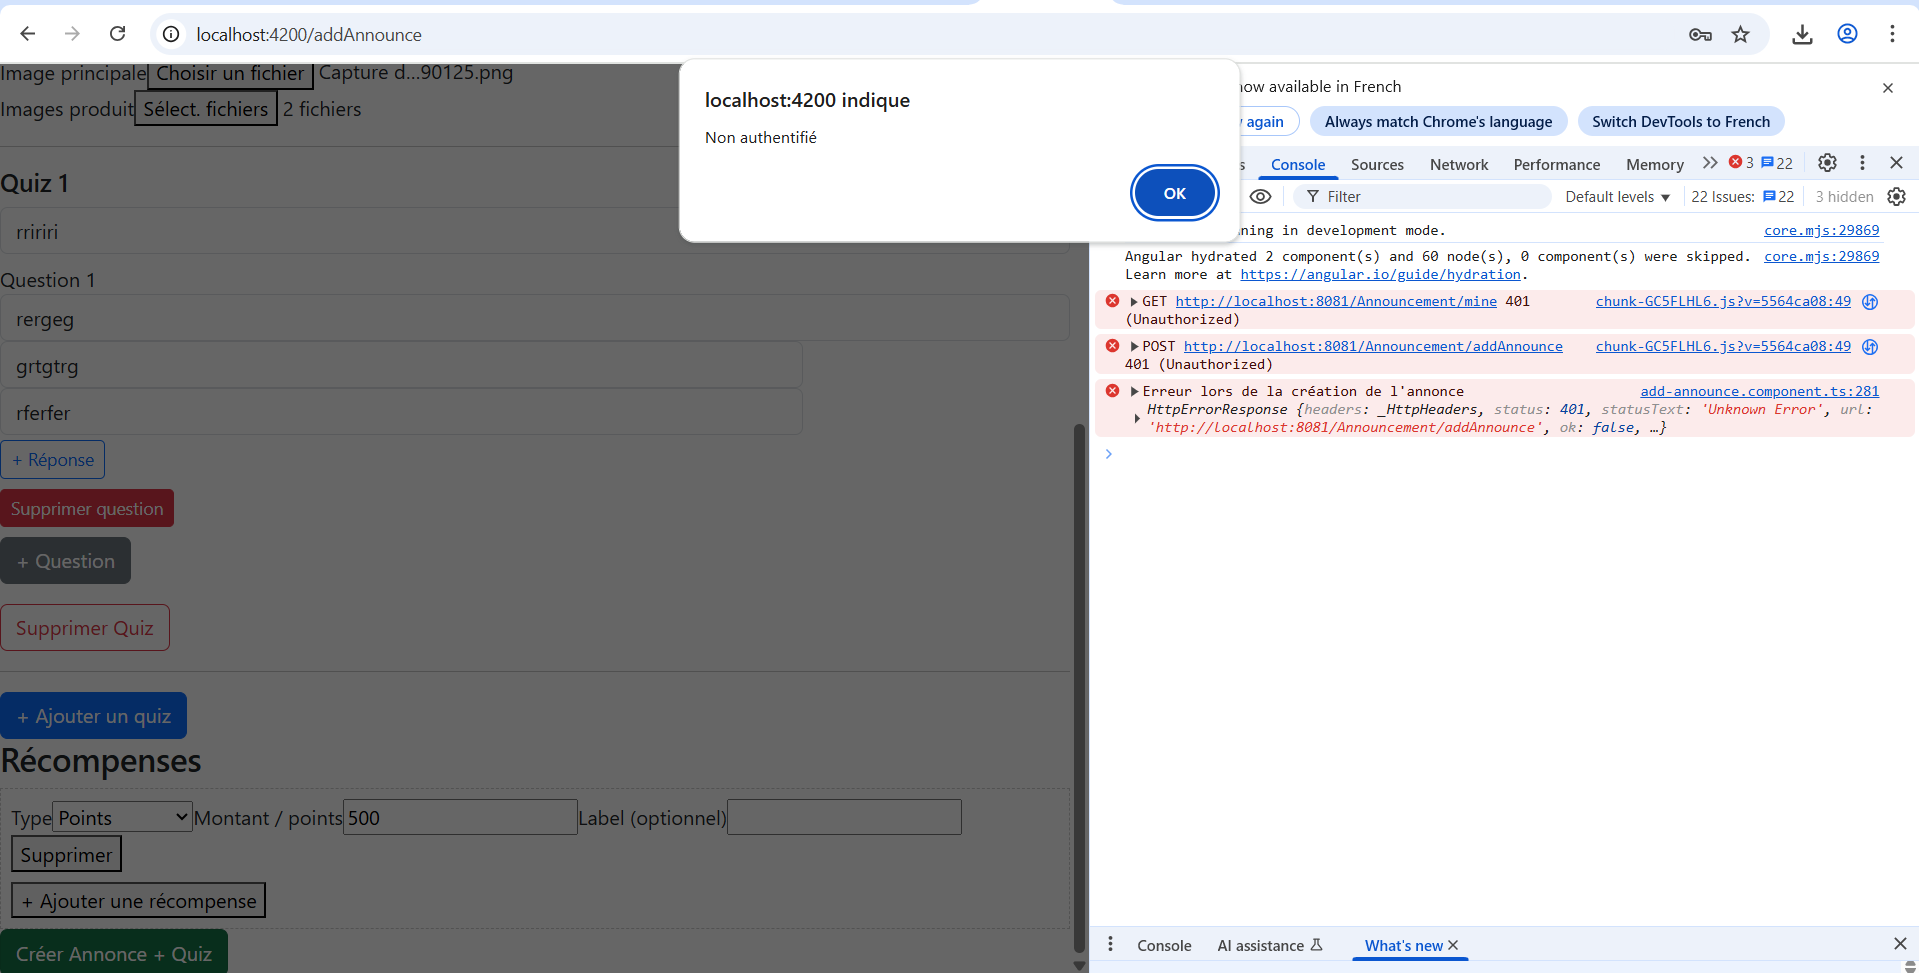 localhost:4200/addAnnounce
Image principale Choisir un fichier Capture d...90125.png
Images produit Sélect. fichiers 2 fichiers
Quiz 1
rririri
Question 1
rergeg
grtgtrg
rferfer
+ Réponse
Supprimer question
+ Question
Supprimer Quiz
+ Ajouter un quiz
Récompenses
Type Points Montant / points 500 Label (optionnel)
Supprimer
+ Ajouter une récompense
Créer Annonce + Quiz
localhost:4200 indique
Non authentifié
OK
now available in French
again Always match Chrome's language Switch DevTools to French
Console Sources Network Performance Memory 3 22
Filter Default levels 22 Issues: 22 3 hidden
ning in development mode. core.mjs:29869
Angular hydrated 2 component(s) and 60 node(s), 0 component(s) were skipped. core.mjs:29869
Learn more at https://angular.io/guide/hydration.
GET http://localhost:8081/Announcement/mine 401 chunk-GC5FLHL6.js?v=5564ca08:49
(Unauthorized)
POST http://localhost:8081/Announcement/addAnnounce chunk-GC5FLHL6.js?v=5564ca08:49
401 (Unauthorized)
Erreur lors de la création de l'annonce add-announce.component.ts:281
HttpErrorResponse {headers: _HttpHeaders, status: 401, statusText: 'Unknown Error', url:
'http://localhost:8081/Announcement/addAnnounce', ok: false, …}
Console AI assistance What's new